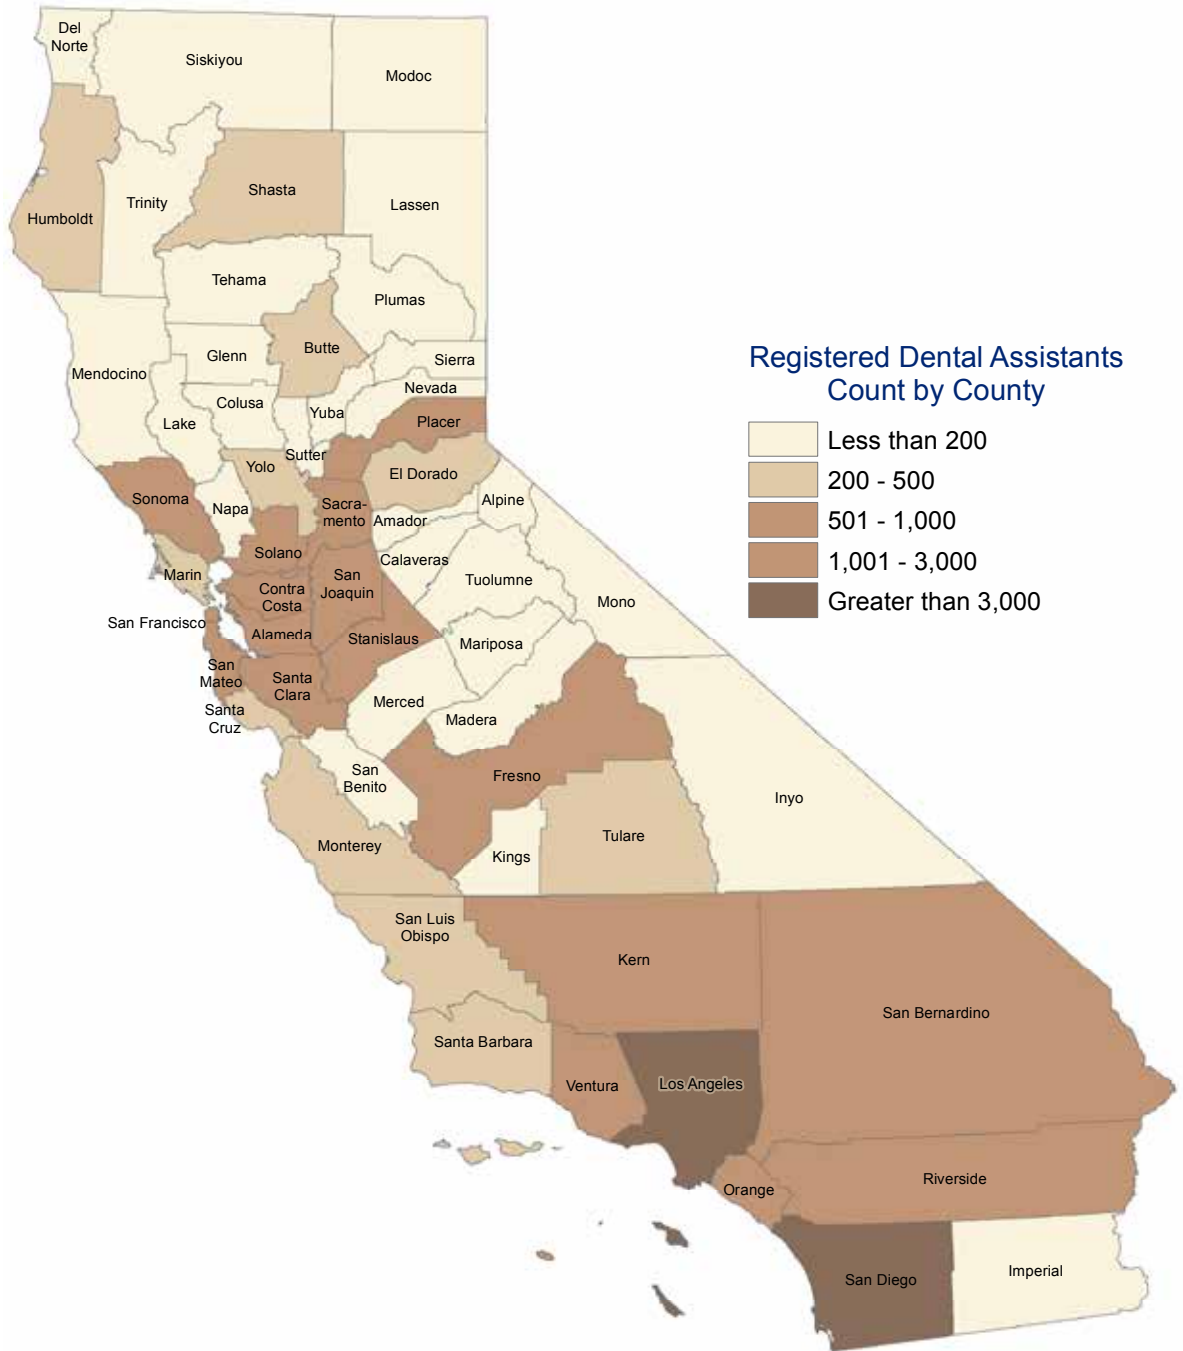 Del
Norte
Siskiyou
Modoc
Humboldt
Trinity
Shasta
Lassen
Tehama
Plumas
Mendocino
Glenn
Butte
Sierra
Nevada
Lake
Colusa
Sutter
Yuba
Placer
Sonoma
Napa
Yolo
El Dorado
Sacra-
mento
Amador
Alpine
Marin
Solano
Calaveras
Contra
Costa
San
Joaquin
Tuolumne
Mono
San Francisco
Alameda
Stanislaus
Mariposa
San
Mateo
Santa
Clara
Merced
Madera
Santa
Cruz
San
Benito
Fresno
Inyo
Monterey
Kings
Tulare
San Luis
Obispo
Kern
San Bernardino
Santa Barbara
Ventura
Los Angeles
Orange
Riverside
San Diego
Imperial
Registered Dental Assistants
Count by County
Less than 200
200 - 500
501 - 1,000
1,001 - 3,000
Greater than 3,000